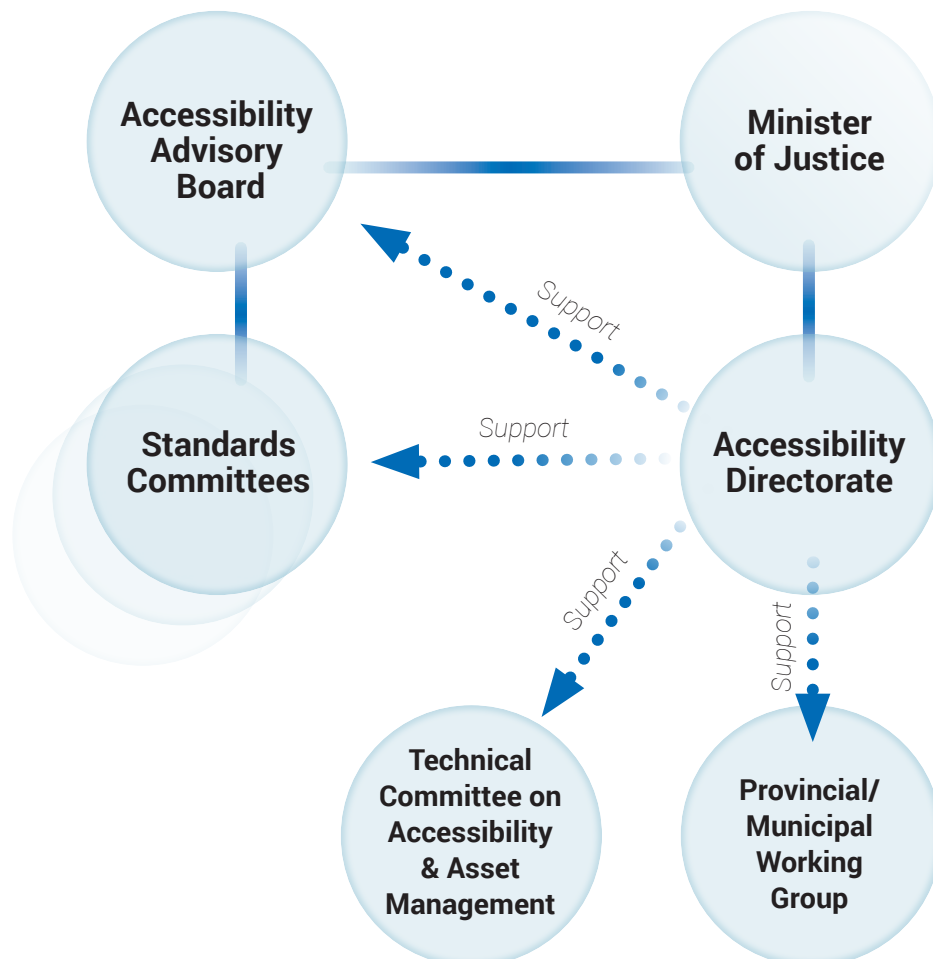 Accessibility
Advisory
Board
Minister
of Justice
Support
Support
Standards
Committees
Accessibility
Directorate
Support
Support
Technical
Committee on
Accessibility
& Asset
Management
Provincial/
Municipal
Working
Group